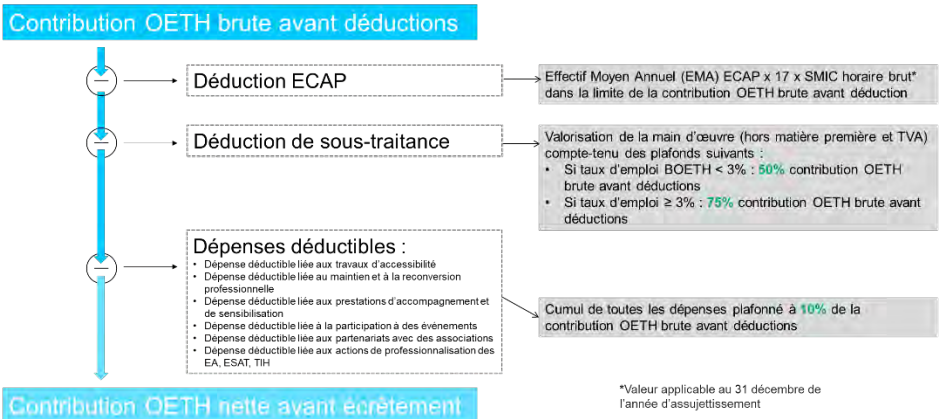 Contribution OETH brute avant déductions
Déduction ECAP
Effectif Moyen Annuel (EMA) ECAP x 17 x SMIC horaire brut*
dans la limite de la contribution OETH brute avant déduction
Déduction de sous-traitance
Valorisation de la main d'œuvre (hors matière première et TVA)
compte-tenu des plafonds suivants :
• Si taux d'emploi BOETH < 3% : 50% contribution OETH
brute avant déductions
• Si taux d'emploi ≥ 3% : 75% contribution OETH brute avant
déductions
Dépenses déductibles :
• Dépense déductible liée aux travaux d'accessibilité
• Dépense déductible liée au maintien et à la reconversion
professionnelle
• Dépense déductible liée aux prestations d'accompagnement et
de sensibilisation
• Dépense déductible liée à la participation à des événements
• Dépense déductible liée aux partenariats avec des associations
• Dépense déductible liée aux actions de professionnalisation des
EA, ESAT, TIH
Cumul de toutes les dépenses plafonné à 10% de la
contribution OETH brute avant déductions
Contribution OETH nette avant écrêtement
*Valeur applicable au 31 décembre de
l'année d'assujettissement